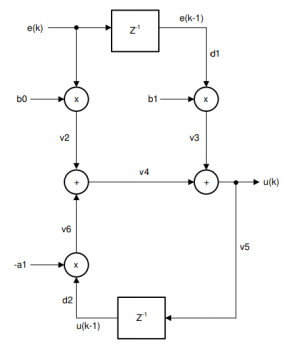 e(k) Z-1 e(k-1)
d1
b0 x b1 x
v2 v3
+ v4 + u(k)
v6 v5
-a1 x
d2
u(k-1) Z-1